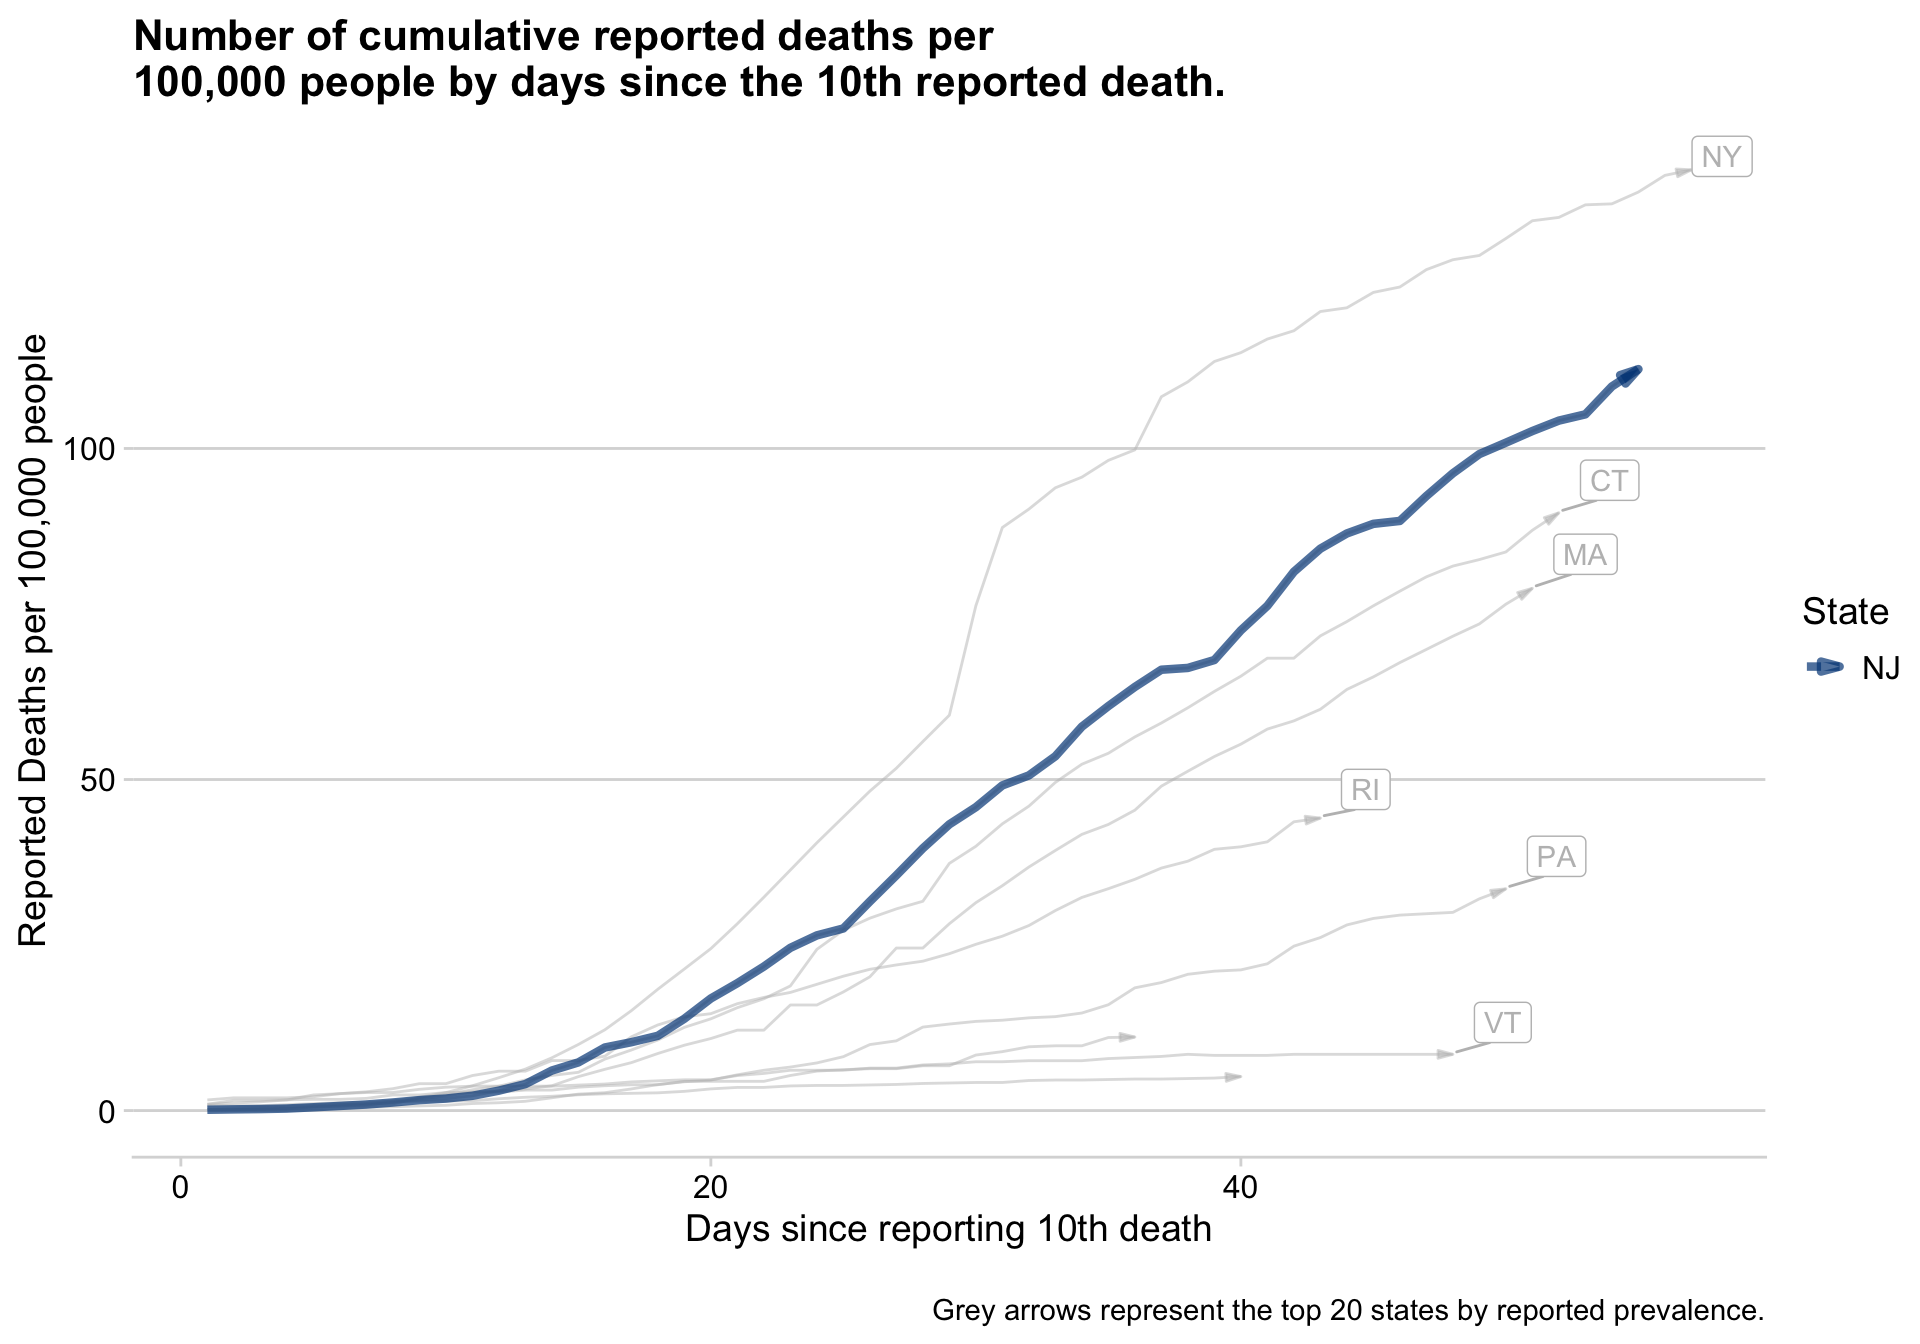 Number of cumulative reported deaths per
100,000 people by days since the 10th reported death.
NY
Reported Deaths per 100,000 people
100
CT
MA
State
NJ
50
RI
PA
VT
0
0 20 40
Days since reporting 10th death
Grey arrows represent the top 20 states by reported prevalence.